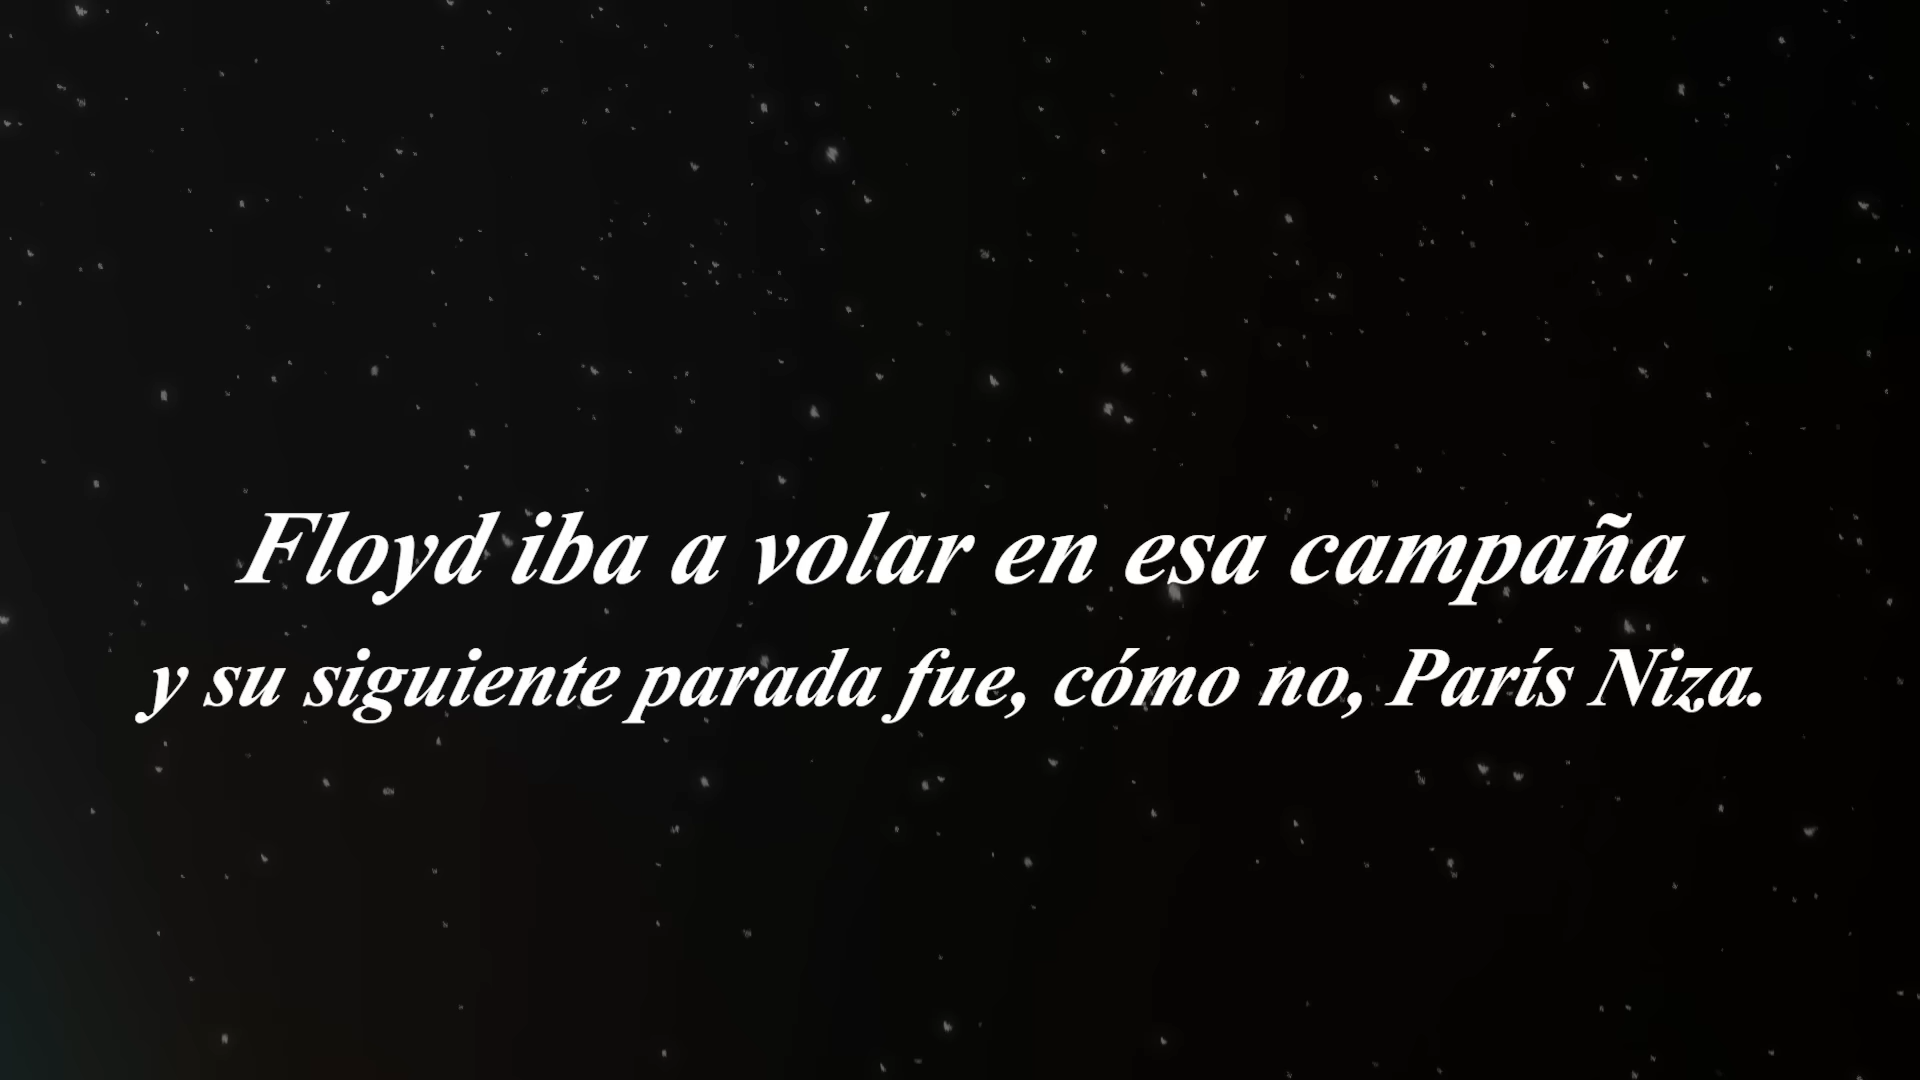 Floyd iba a volar en esa campaña
y su siguiente parada fue, cómo no, París Niza.